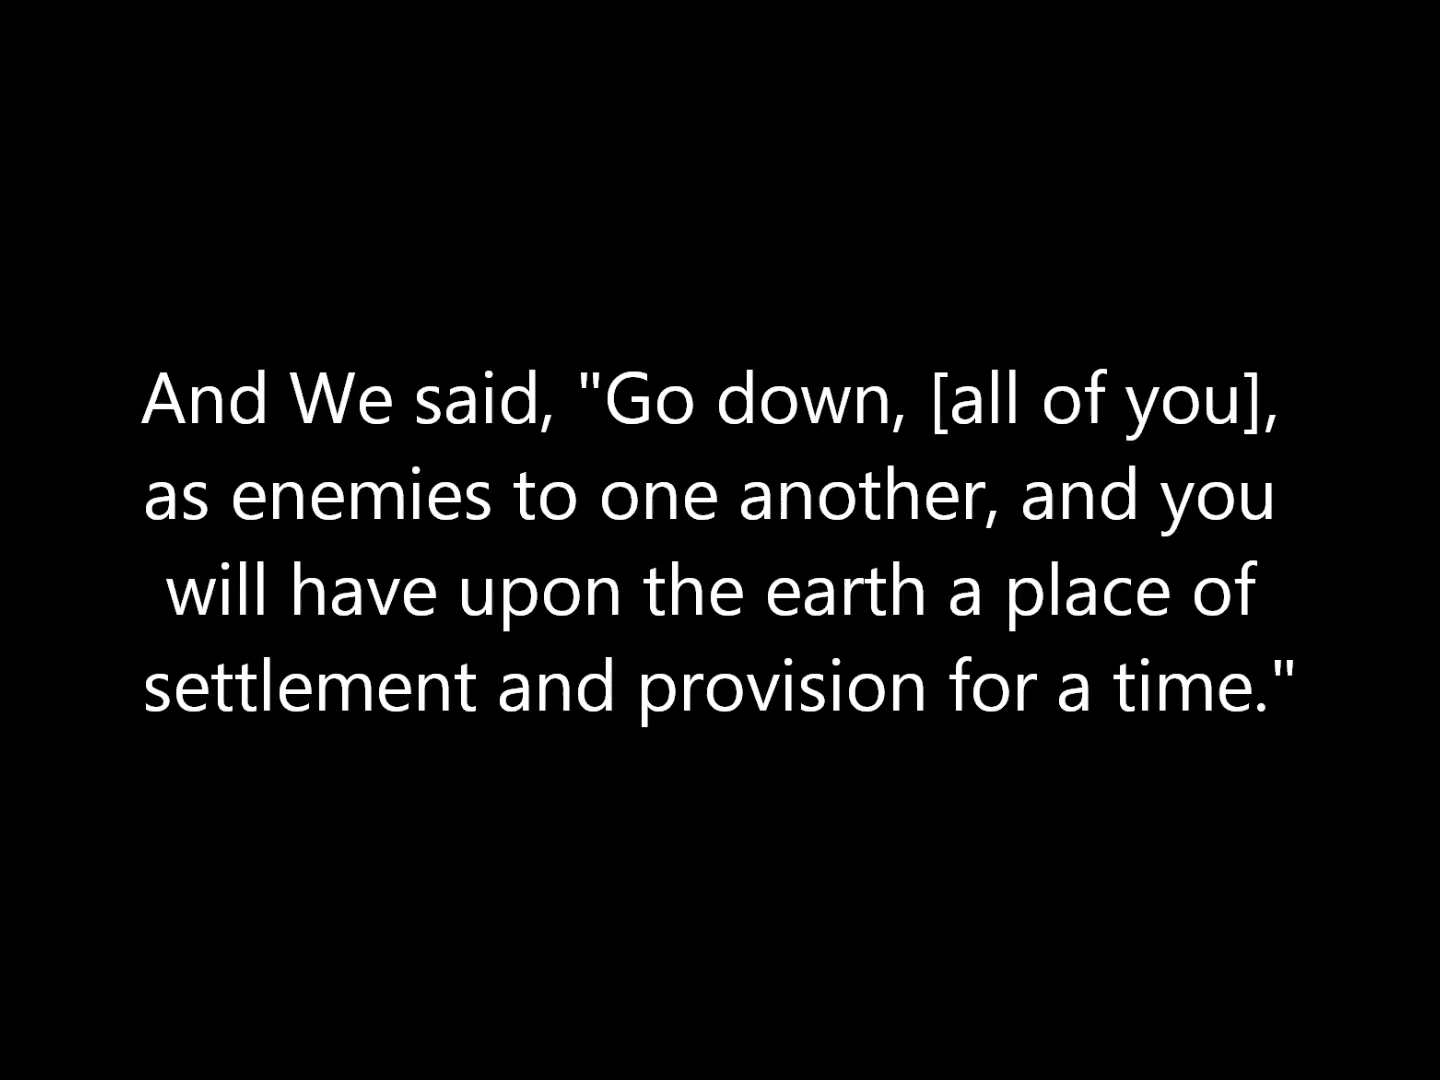 And We said, "Go down, [all of you],
as enemies to one another, and you
will have upon the earth a place of
settlement and provision for a time."